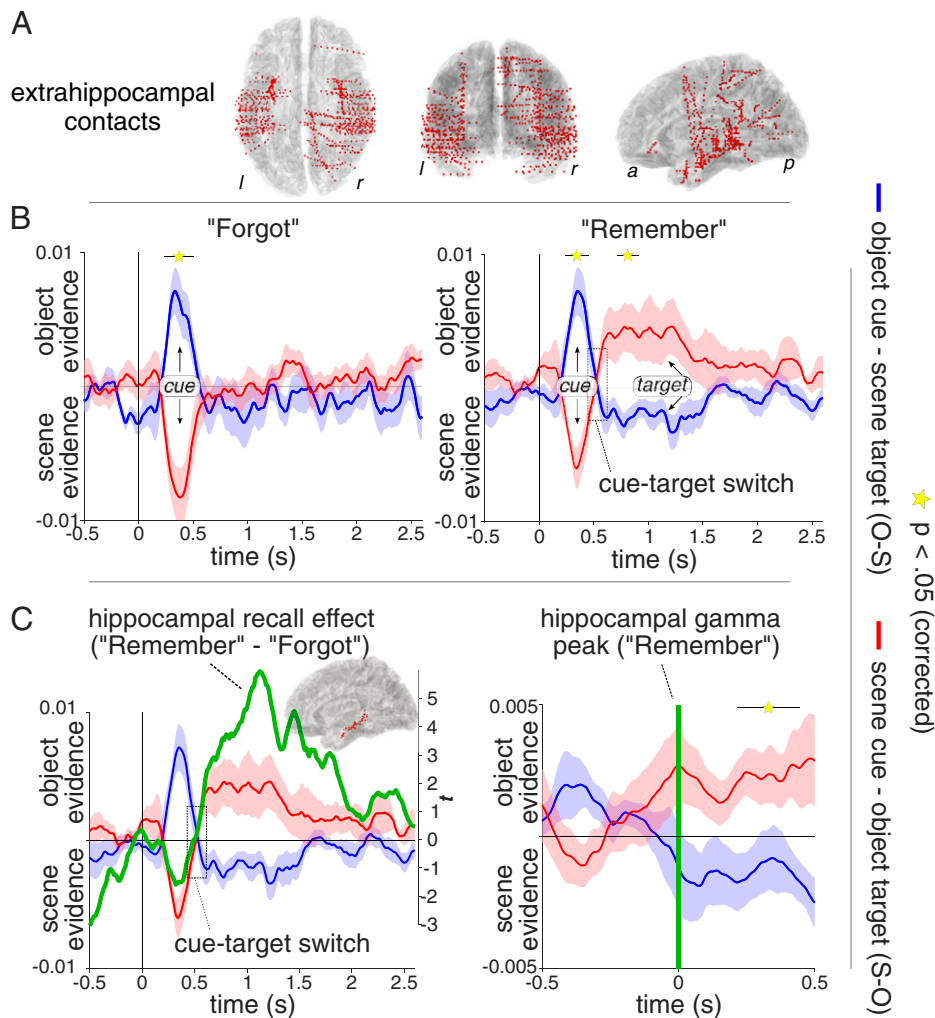 A
extrahippocampal
contacts
l
r
l
r
a
p
B
"Forgot"
"Remember"
0.01
object
evidence
scene
evidence
-0.01
cue
-0.5 0 0.5 1 1.5 2 2.5
time (s)
0.01
object
evidence
scene
evidence
-0.01
cue
target
cue-target switch
-0.5 0 0.5 1 1.5 2 2.5
time (s)
C
hippocampal recall effect
("Remember" - "Forgot")
0.01
object
evidence
scene
evidence
-0.01
5
4
3
2
1
0
-1
-2
-3
t
cue-target switch
-0.5 0 0.5 1 1.5 2 2.5
time (s)
hippocampal gamma
peak ("Remember")
0.005
object
evidence
scene
evidence
-0.005
-0.5 0 0.5
time (s)
object cue - scene target (O-S)
scene cue - object target (S-O)
p < .05 (corrected)